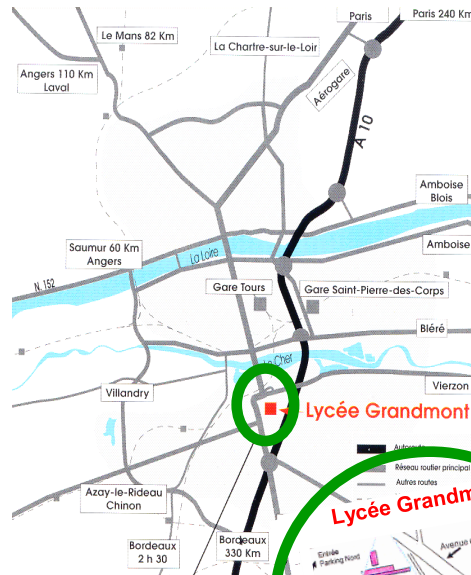 Paris
Paris 240 Km
Le Mans 82 Km
La Chartre-sur-le-Loir
Angers 110 Km
Laval
Aérogare
A 10
Amboise
Blois
Amboise
Saumur 60 Km
Angers
La Loire
N. 152
Gare Tours
Gare Saint-Pierre-des-Corps
Bléré
Le Cher
Vierzon
Villandry
Lycée Grandmont
Autoroute
Réseau routier principal
Autres routes
Azay-le-Rideau
Chinon
Lycée Grandm
Bordeaux
2 h 30
Bordeaux
330 Km
Entrée
Parking Nord
Avenue